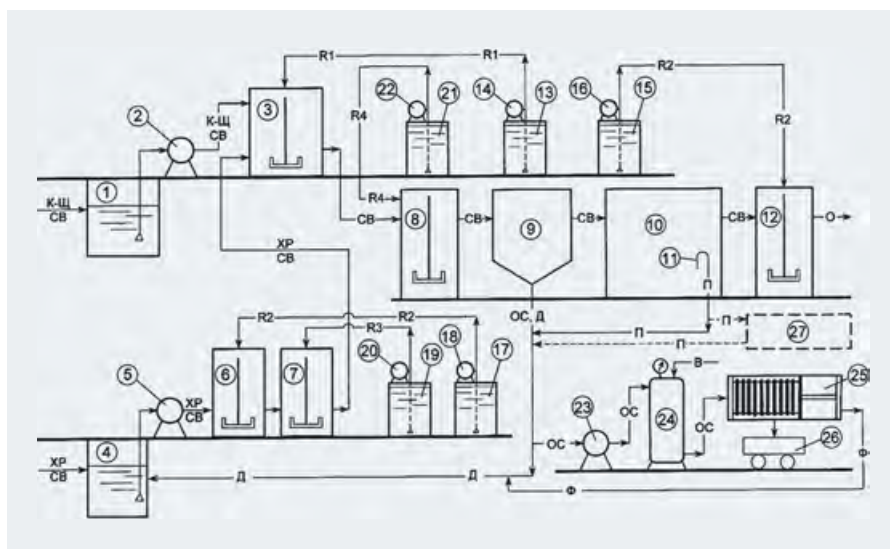 R1 R1
R2
22 21 14 13 16 15
R4
2 3
К-Щ
СВ
R2
1
К-Щ
СВ
R4
СВ 8 СВ 9 СВ 10 СВ 12 О
11
ХР
СВ
П
ОС, Д
П
П
27
R2 R2
R3
20 19 18 17
5 6 7
ХР
СВ
В
25
23 ОС 24 ОС
ОС
26
4
ХР
СВ
Д Д
Ф
Ф